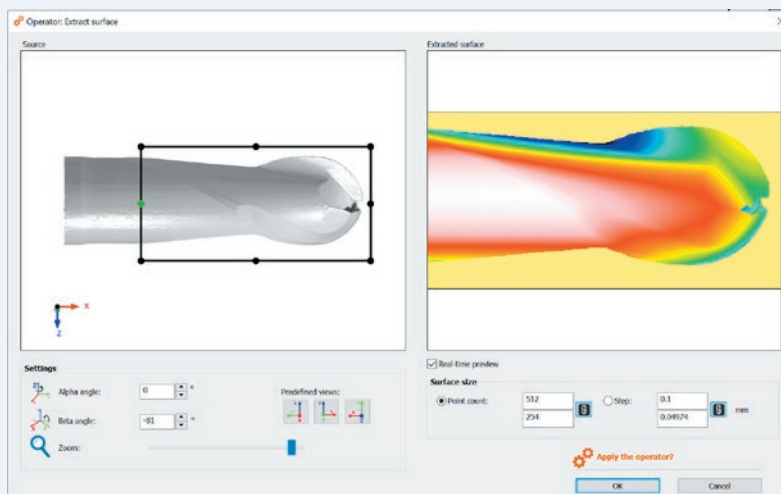 Operator: Extract surface
Source
Extracted surface
X
Z
Settings
Alpha angle:
0
°
Beta angle:
-81
°
Zoom:
Predefined views:
Real-time preview
Surface size
Point count:
512
254
Step:
0.1
0.04974
mm
Apply the operator?
OK
Cancel